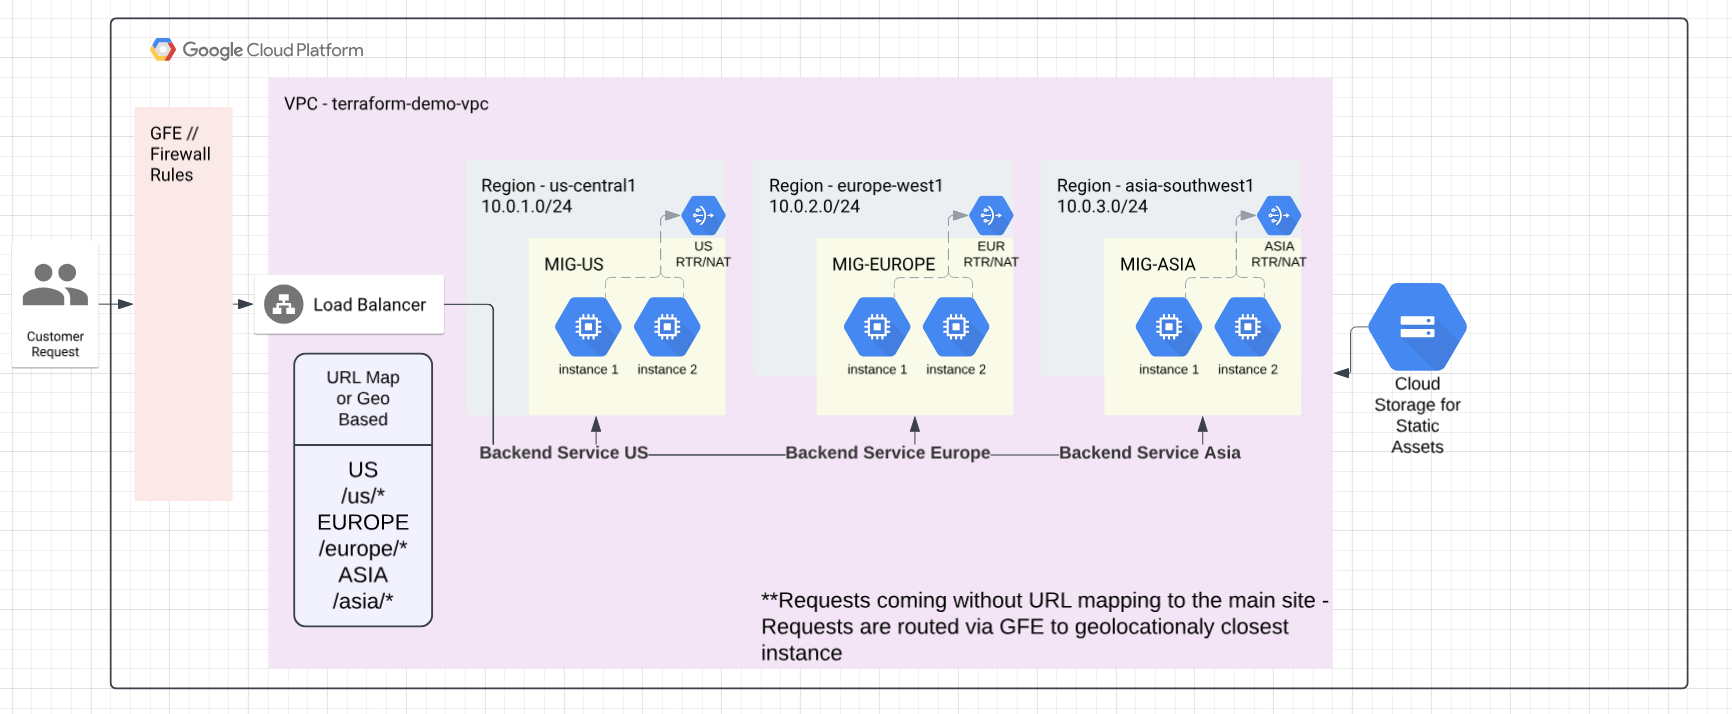 Google Cloud Platform
VPC - terraform-demo-vpc
GFE //
Firewall
Rules
Customer
Request
Load Balancer
URL Map
or Geo
Based
US
/us/*
EUROPE
/europe/*
ASIA
/asia/*
Region - us-central1
10.0.1.0/24
US
RTR/NAT
MIG-US
instance 1
instance 2
Backend Service US
Region - europe-west1
10.0.2.0/24
EUR
RTR/NAT
MIG-EUROPE
instance 1
instance 2
Backend Service Europe
Region - asia-southwest1
10.0.3.0/24
ASIA
RTR/NAT
MIG-ASIA
instance 1
instance 2
Backend Service Asia
Cloud
Storage for
Static
Assets
**Requests coming without URL mapping to the main site -
Requests are routed via GFE to geolocationaly closest
instance